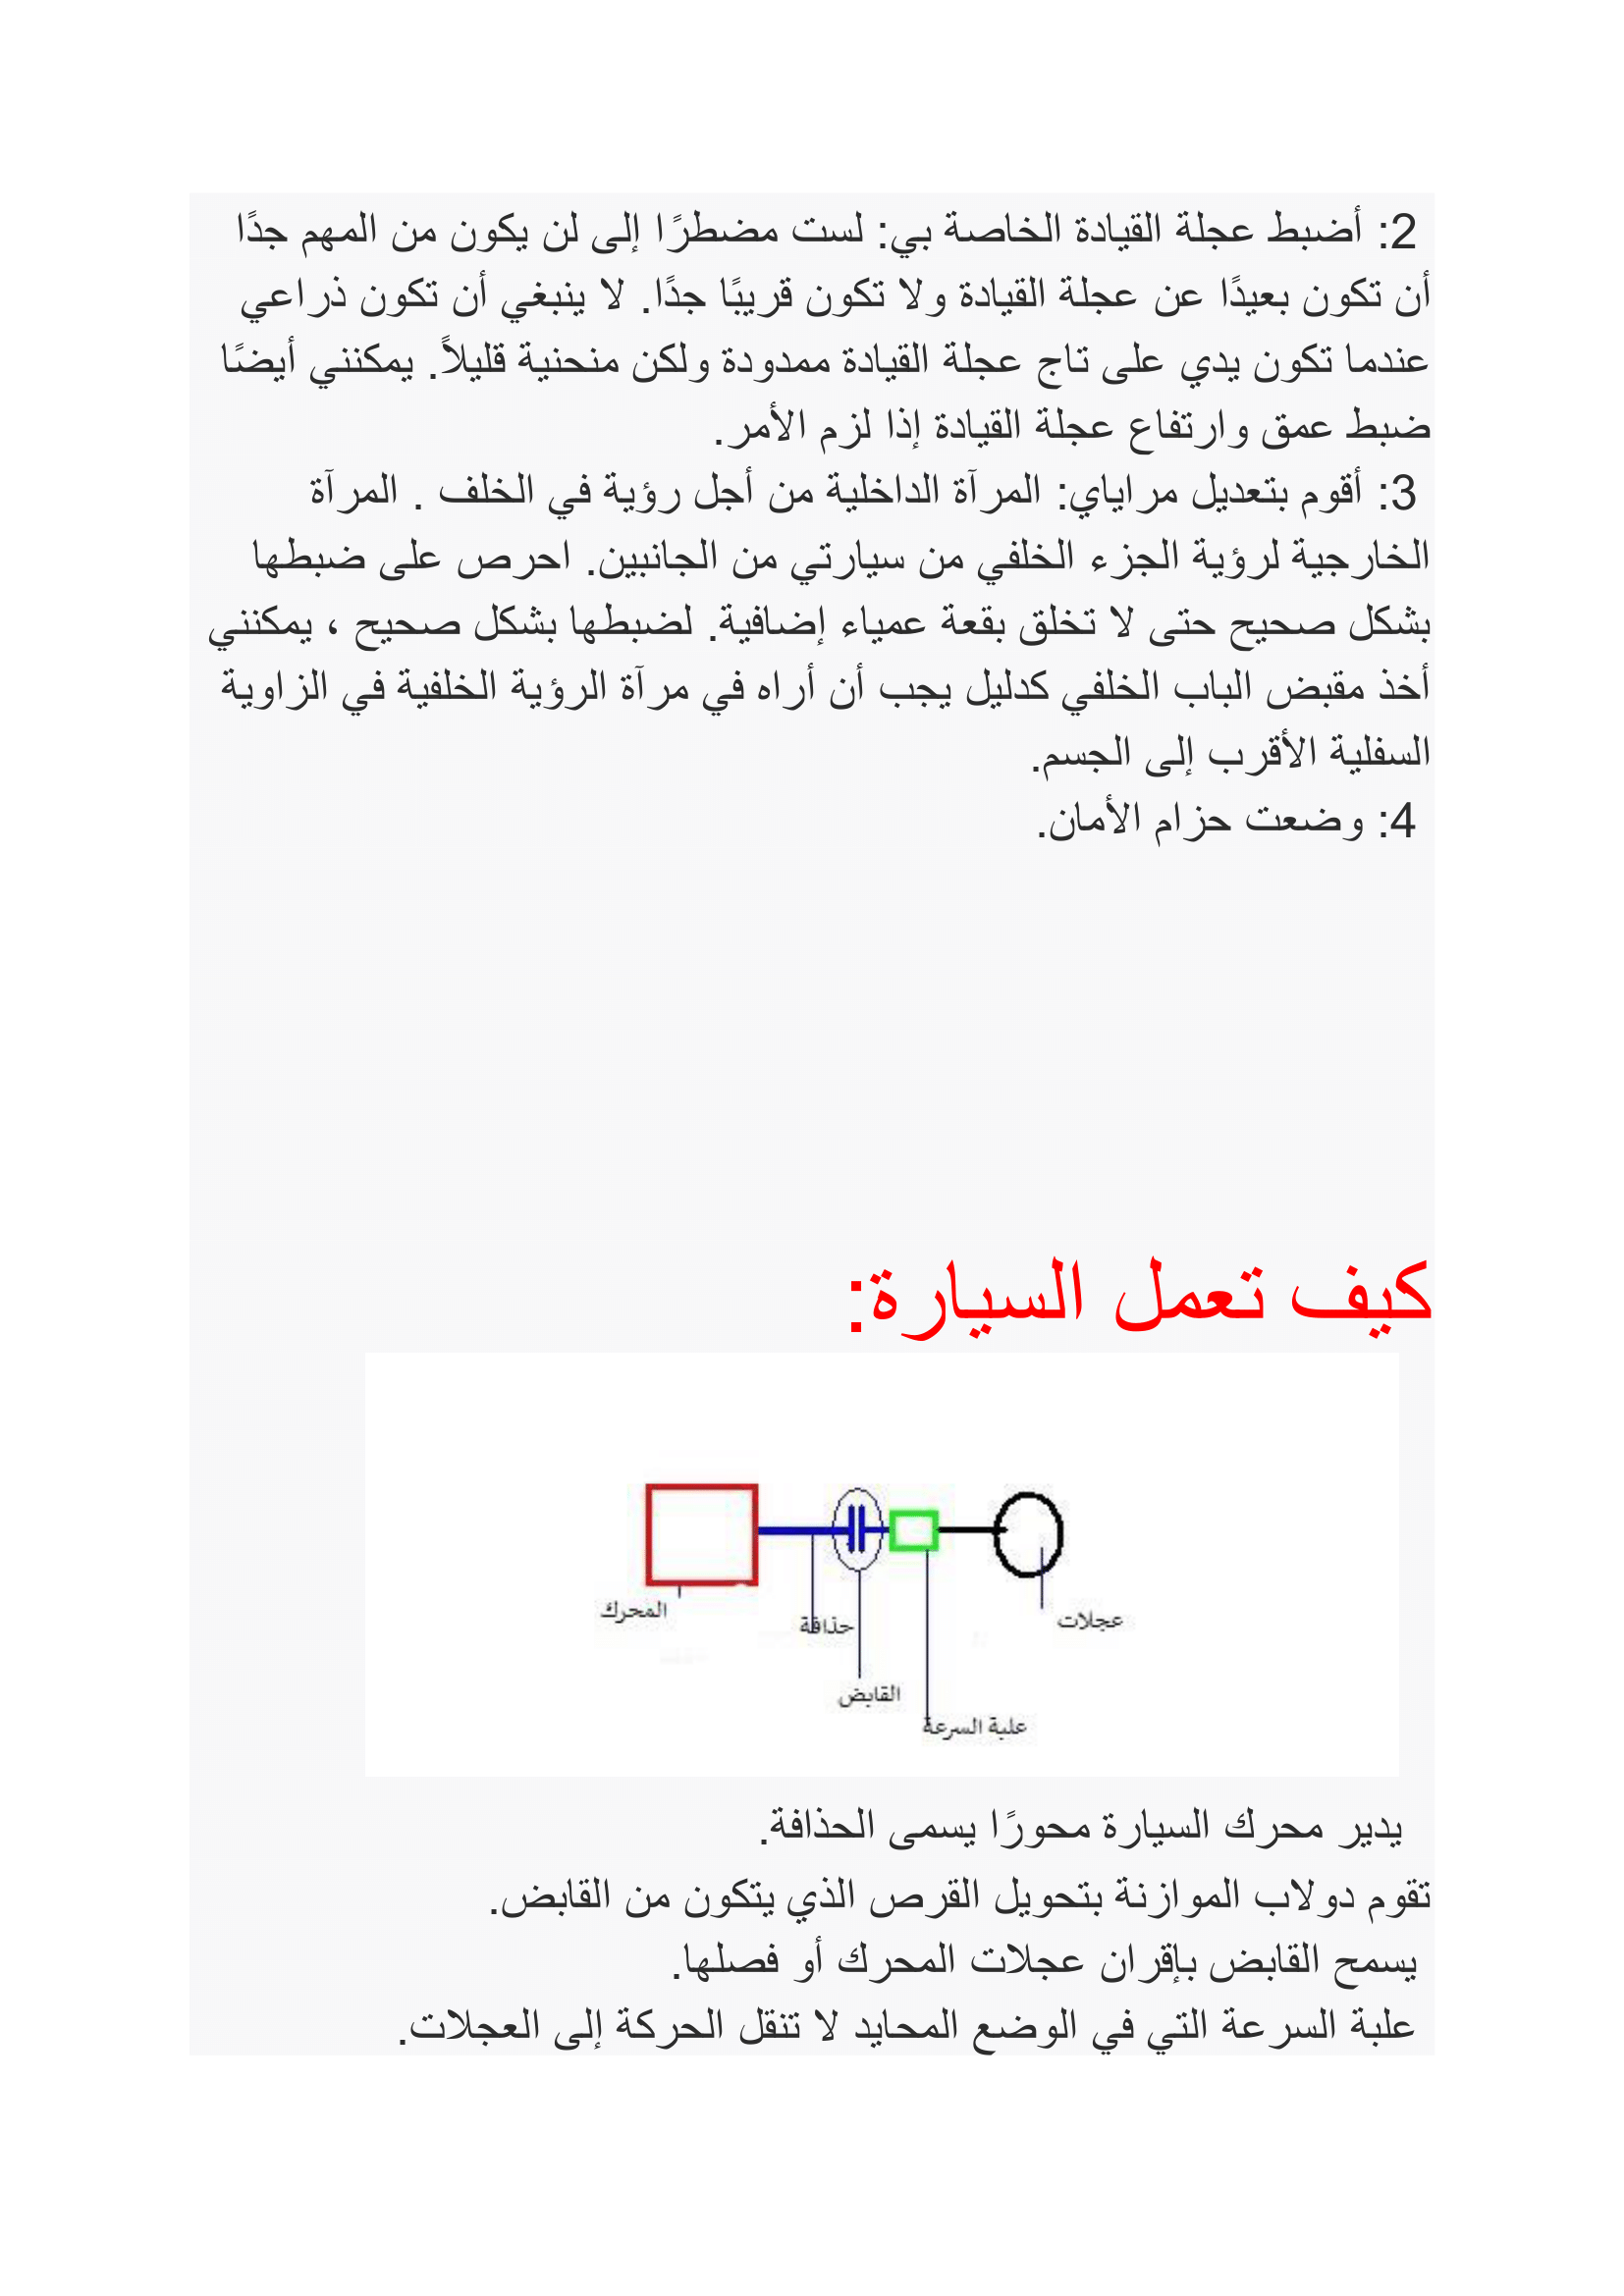 2: أضبط عجلة القيادة الخاصة بي: لست مضطرًا إلى لن يكون من المهم جدًا
أن تكون بعيدًا عن عجلة القيادة ولا تكون قريبًا جدًا. لا ينبغي أن تكون ذراعي
عندما تكون يدي على تاج عجلة القيادة ممدودة ولكن منحنية قليلاً. يمكنني أيضًا
ضبط عمق وارتفاع عجلة القيادة إذا لزم الأمر.
3: أقوم بتعديل مراياي: المرآة الداخلية من أجل رؤية في الخلف . المرآة
الخارجية لرؤية الجزء الخلفي من سيارتي من الجانبين. احرص على ضبطها
بشكل صحيح حتى لا تخلق بقعة عمياء إضافية. لضبطها بشكل صحيح ، يمكنني
أخذ مقبض الباب الخلفي كدليل يجب أن أراه في مرآة الرؤية الخلفية في الزاوية
السفلية الأقرب إلى الجسم.
4: وضعت حزام الأمان.
كيف تعمل السيارة:
المحرك
حذافة
عجلات
القابض
علبة السرعة
يدير محرك السيارة محورًا يسمى الحذافة.
تقوم دولاب الموازنة بتحويل القرص الذي يتكون من القابض.
يسمح القابض بإقران عجلات المحرك أو فصلها.
علبة السرعة التي في الوضع المحايد لا تنقل الحركة إلى العجلات.